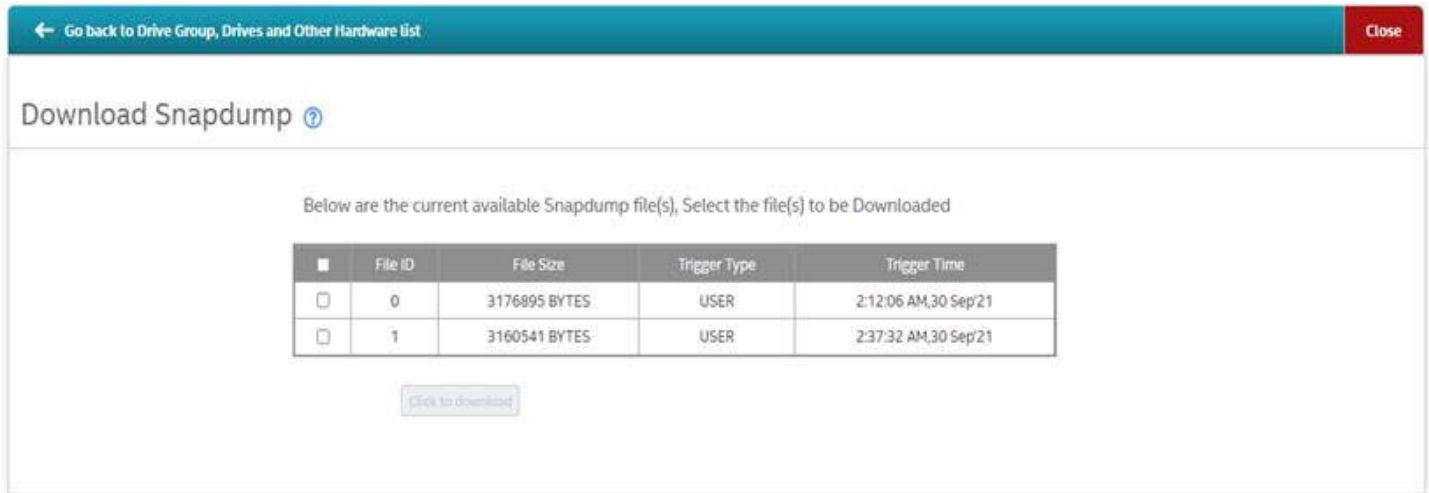 ← Go back to Drive Group, Drives and Other Hardware list Close
Download Snapdump ?
Below are the current available Snapdump file(s), Select the file(s) to be Downloaded
File ID File Size Trigger Type Trigger Time
0 3176895 BYTES USER 2:12:06 AM,30 Sep'21
1 3160541 BYTES USER 2:37:32 AM,30 Sep'21
Click to download